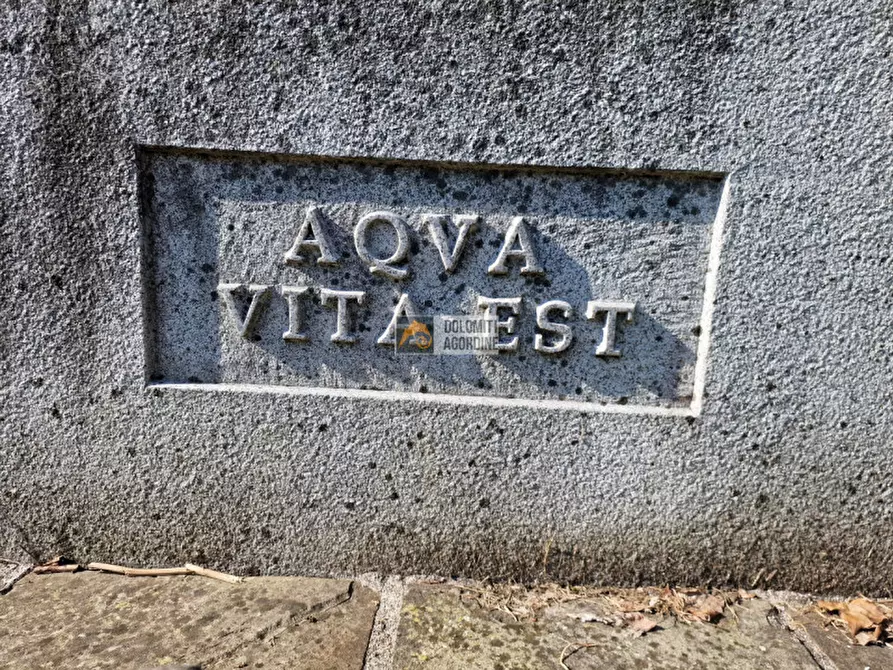 AQVA
VITA EST
DOLOMITI
AGORDINE